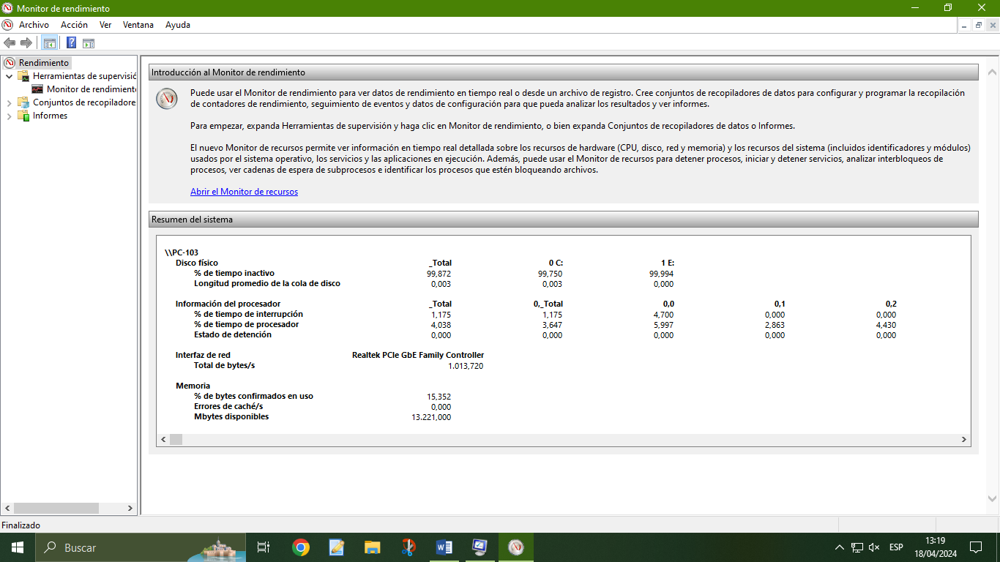 Monitor de rendimiento
Archivo Acción Ver Ventana Ayuda
Rendimiento
Herramientas de supervisió
Monitor de rendimiento
Conjuntos de recopiladore
Informes
Introducción al Monitor de rendimiento
Puede usar el Monitor de rendimiento para ver datos de rendimiento en tiempo real o desde un archivo de registro. Cree conjuntos de recopiladores de datos para configurar y programar la recopilación
de contadores de rendimiento, seguimiento de eventos y datos de configuración para que pueda analizar los resultados y ver informes.
Para empezar, expanda Herramientas de supervisión y haga clic en Monitor de rendimiento, o bien expanda Conjuntos de recopiladores de datos o Informes.
El nuevo Monitor de recursos permite ver información en tiempo real detallada sobre los recursos de hardware (CPU, disco, red y memoria) y los recursos del sistema (incluidos identificadores y módulos)
usados por el sistema operativo, los servicios y las aplicaciones en ejecución. Además, puede usar el Monitor de recursos para detener procesos, iniciar y detener servicios, analizar interbloqueos de
procesos, ver cadenas de espera de subprocesos e identificar los procesos que estén bloqueando archivos.
Abrir el Monitor de recursos
Resumen del sistema
\\PC-103
Disco físico _Total 0 C: 1 E:
% de tiempo inactivo 99,872 99,750 99,994
Longitud promedio de la cola de disco 0,003 0,003 0,000
Información del procesador _Total 0,_Total 0,0 0,1 0,2
% de tiempo de interrupción 1,175 1,175 4,700 0,000 0,000
% de tiempo de procesador 4,038 3,647 5,997 2,863 4,430
Estado de detención 0,000 0,000 0,000 0,000 0,000
Interfaz de red Realtek PCIe GbE Family Controller
Total de bytes/s 1.013,720
Memoria
% de bytes confirmados en uso 15,352
Errores de caché/s 0,000
Mbytes disponibles 13.221,000
Finalizado
Buscar
ESP
13:19
18/04/2024